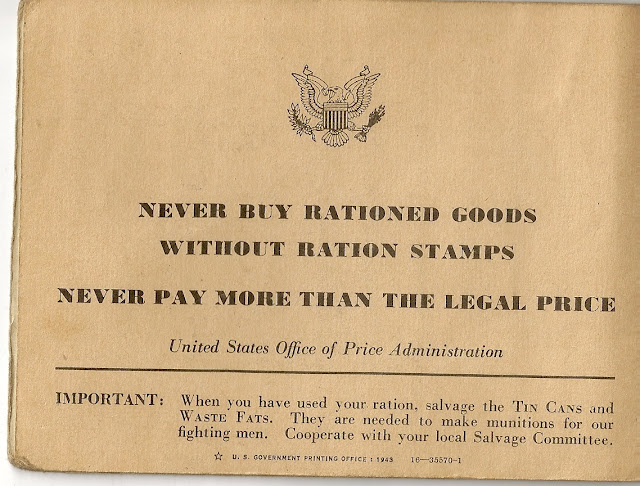 NEVER BUY RATIONED GOODS
WITHOUT RATION STAMPS
NEVER PAY MORE THAN THE LEGAL PRICE
United States Office of Price Administration
IMPORTANT: When you have used your ration, salvage the TIN CANS and
WASTE FATS. They are needed to make munitions for our
fighting men. Cooperate with your local Salvage Committee.
☆ U. S. GOVERNMENT PRINTING OFFICE : 1943 16—35570-1